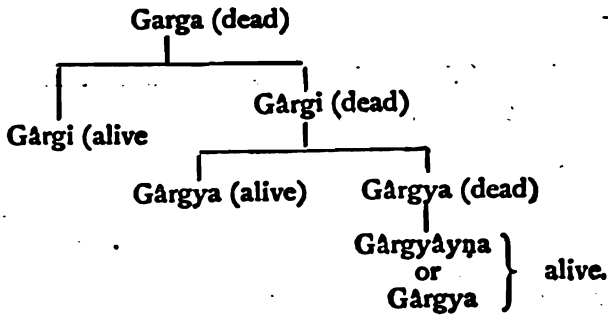 Garga (dead)
Gârgi (dead)
Gârgi (alive
Gârgya (alive) Gârgya (dead)
Gârgyâyṇa
or
Gârgya
alive.